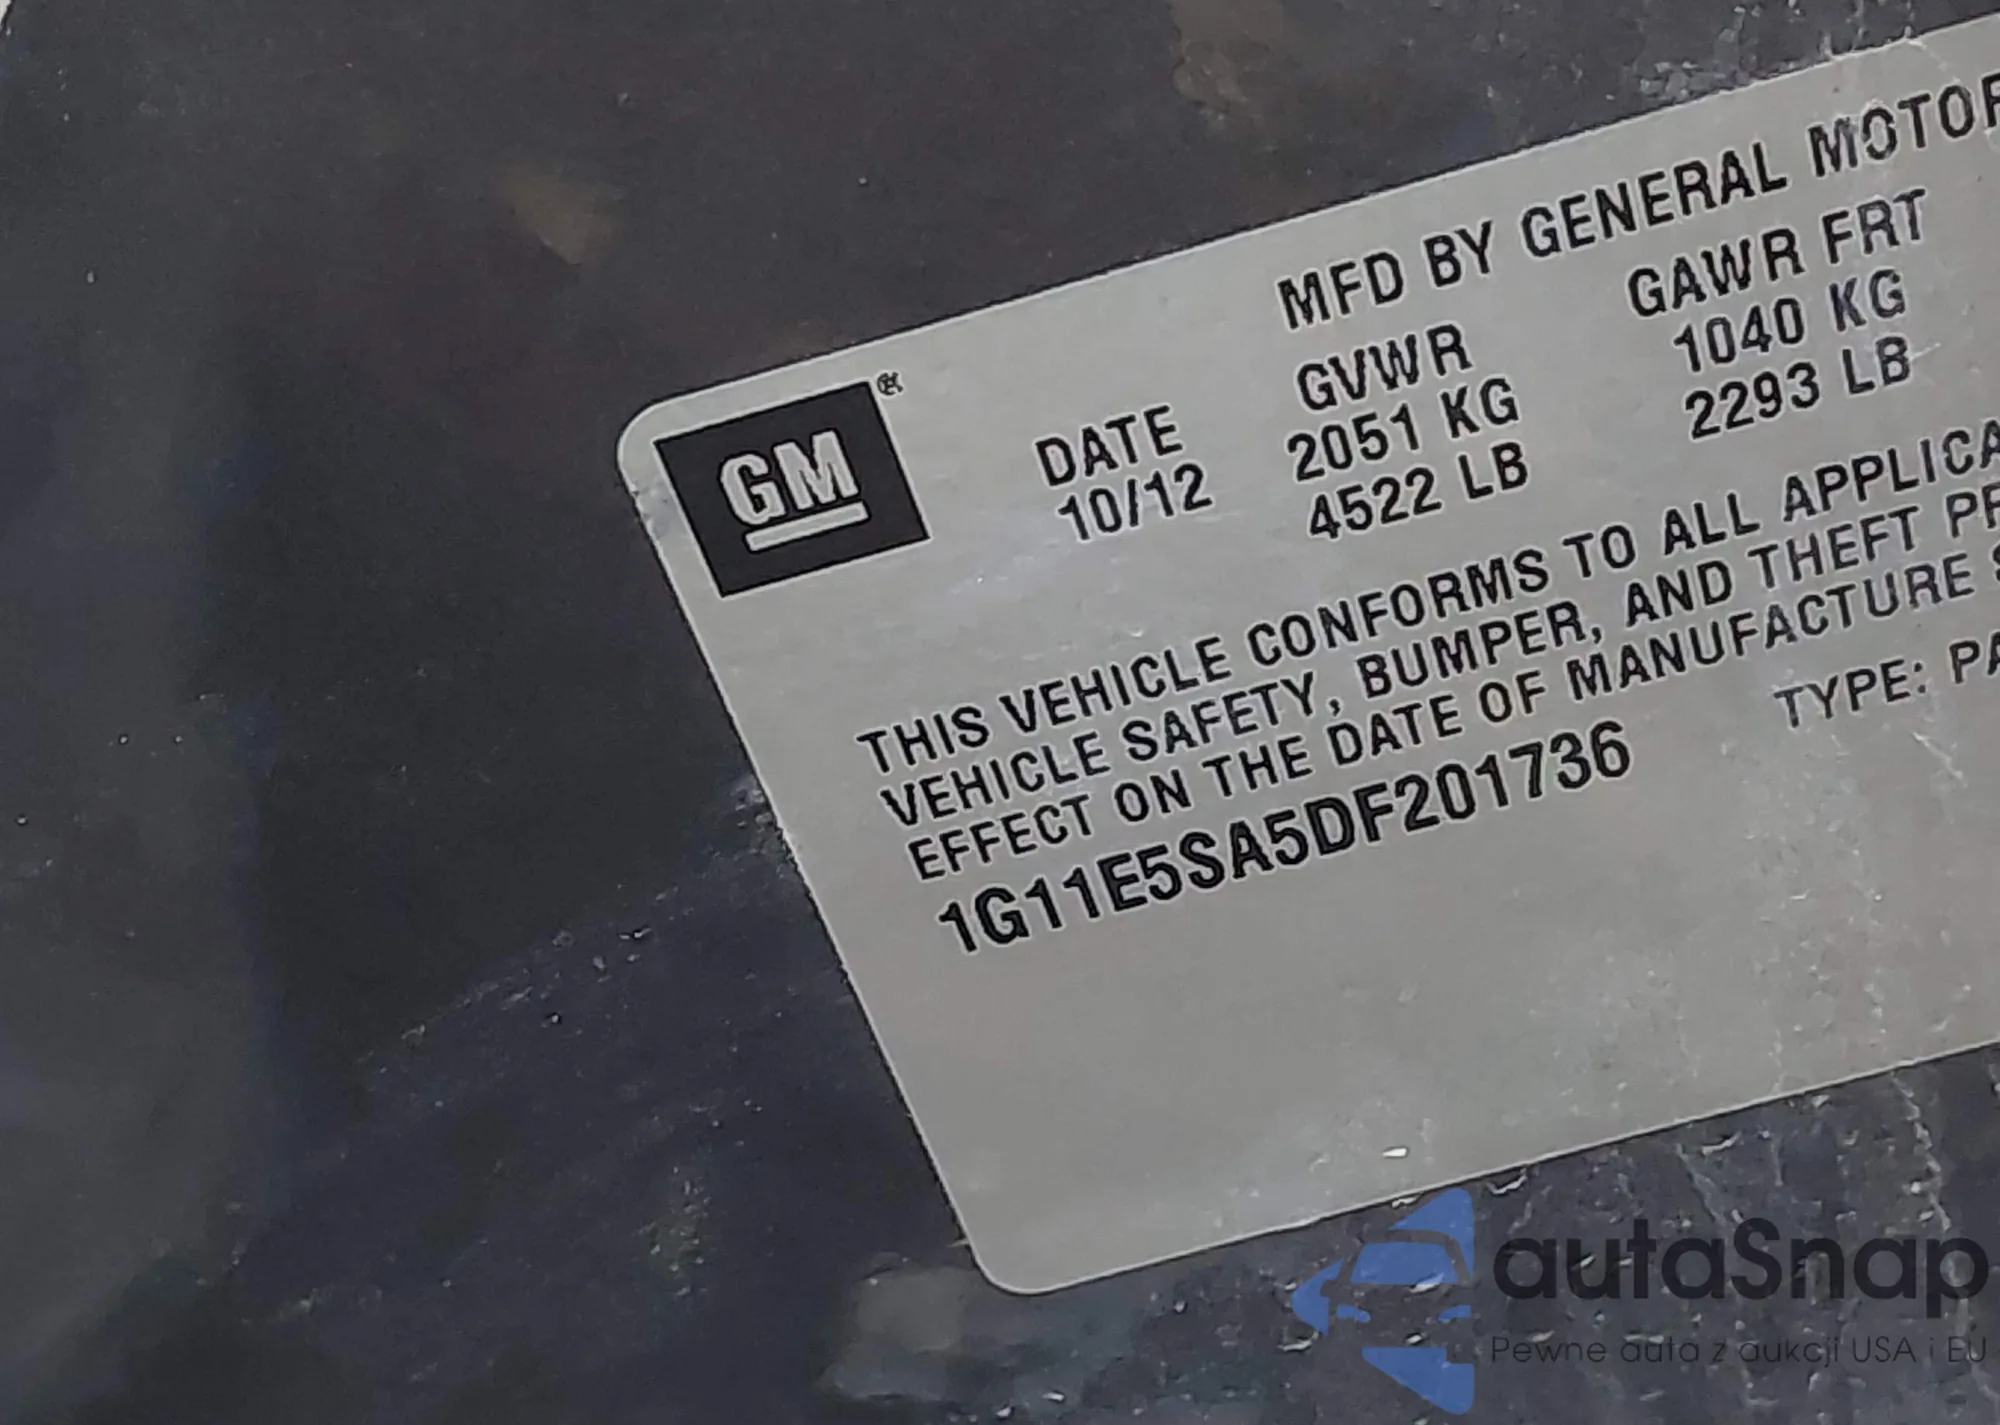 MFD BY GENERAL MOTOR
GM
DATE GVWR GAWR FRT
10/12 2051 KG 1040 KG
4522 LB 2293 LB
THIS VEHICLE CONFORMS TO ALL APPLICA
VEHICLE SAFETY, BUMPER, AND THEFT PR
EFFECT ON THE DATE OF MANUFACTURE S
1G11E5SA5DF201736 TYPE: PA
autaSnap
Pewne auta z aukcji USA i EU